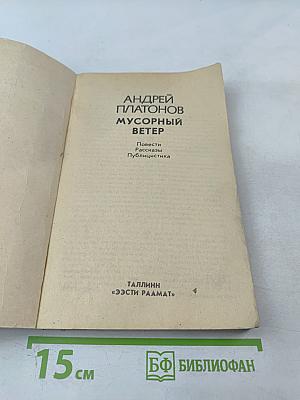 АНДРЕЙ
ПЛАТОНОВ
МУСОРНЫЙ
ВЕТЕР
Повести
Рассказы
Публицистика
ТАЛЛИНН
«ЭЭСТИ РААМАТ»
15 см
БФ БИБЛИОФАН